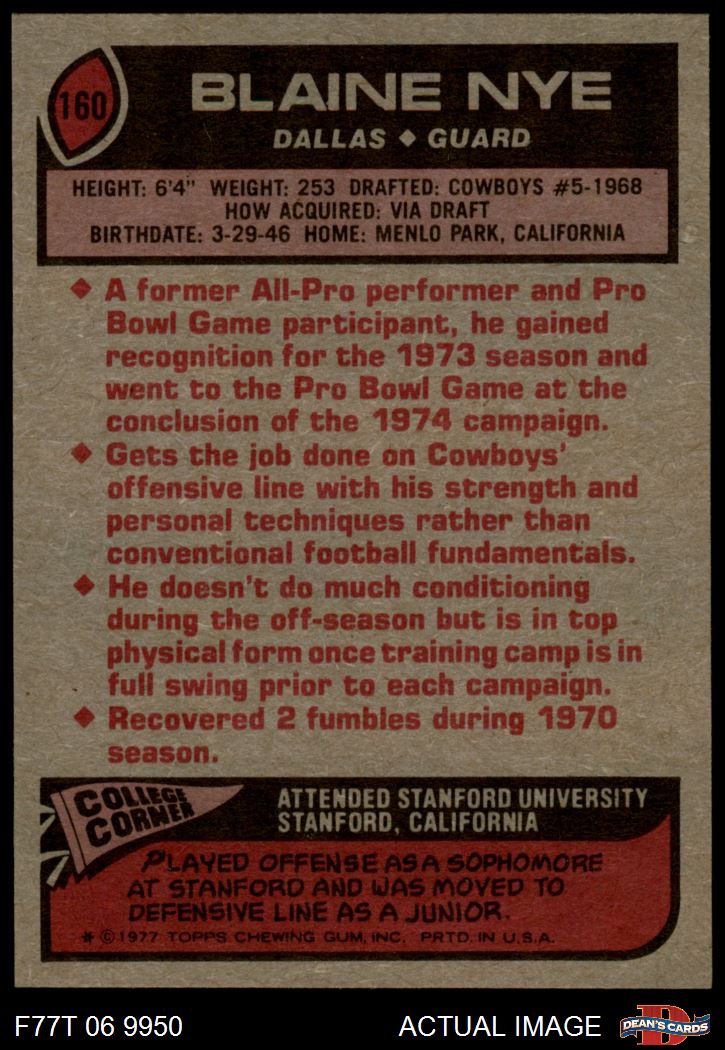 160
BLAINE NYE
DALLAS ♦ GUARD
HEIGHT: 6'4" WEIGHT: 253 DRAFTED: COWBOYS #5-1968
HOW ACQUIRED: VIA DRAFT
BIRTHDATE: 3-29-46 HOME: MENLO PARK, CALIFORNIA
♦ A former All-Pro performer and Pro
Bowl Game participant, he gained
recognition for the 1973 season and
went to the Pro Bowl Game at the
conclusion of the 1974 campaign.
♦ Gets the job done on Cowboys'
offensive line with his strength and
personal techniques rather than
conventional football fundamentals.
♦ He doesn't do much conditioning
during the off-season but is in top
physical form once training camp is in
full swing prior to each campaign.
♦ Recovered 2 fumbles during 1970
season.
COLLEGE
CORNER
ATTENDED STANFORD UNIVERSITY
STANFORD, CALIFORNIA
PLAYED OFFENSE AS A SOPHOMORE
AT STANFORD AND WAS MOVED TO
DEFENSIVE LINE AS A JUNIOR.
* © 1977 TOPPS CHEWING GUM, INC. PRTD. IN U.S.A.
F77T 06 9950
ACTUAL IMAGE
D
DEAN'S CARDS